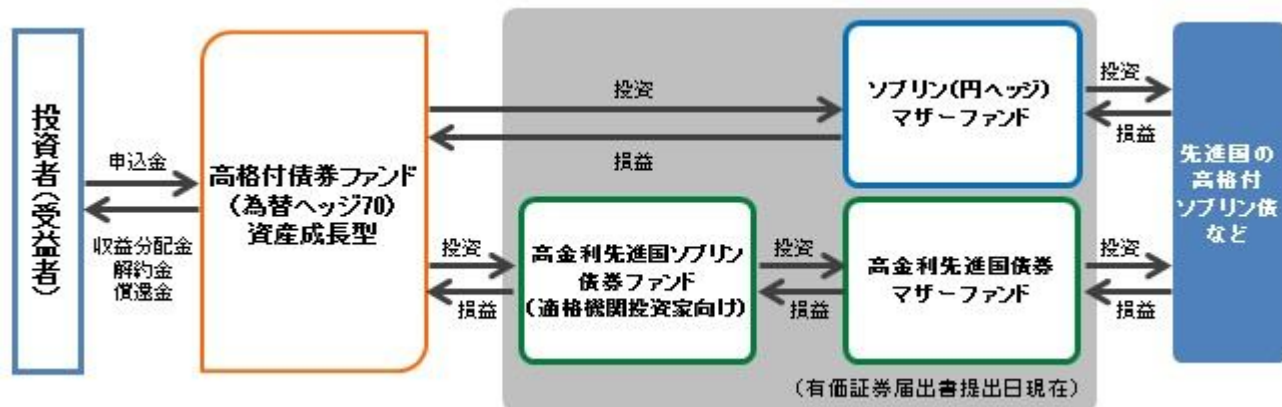 投資者(受益者)
申込金
収益分配金
解約金
償還金
高格付債券ファンド
(為替ヘッジ70)
資産成長型
投資
損益
ソブリン(円ヘッジ)
マザーファンド
投資
損益
投資
損益
高金利先進国ソブリン
債券ファンド
(適格機関投資家向け)
投資
損益
高金利先進国債券
マザーファンド
投資
損益
先進国の
高格付
ソブリン債
など
(有価証券届出書提出日現在)